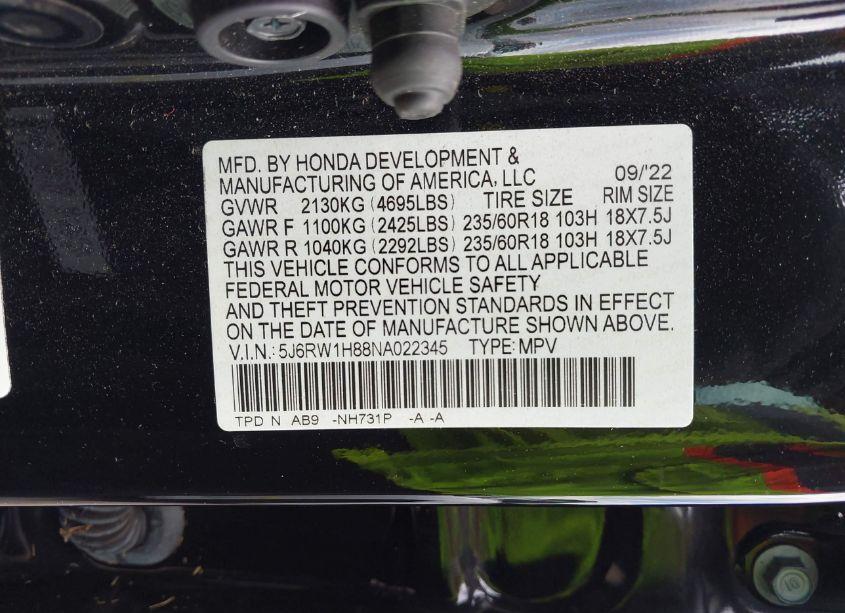 MFD. BY HONDA DEVELOPMENT &
MANUFACTURING OF AMERICA, LLC 09/'22
GVWR 2130KG (4695LBS) TIRE SIZE RIM SIZE
GAWR F 1100KG (2425LBS) 235/60R18 103H 18X7.5J
GAWR R 1040KG (2292LBS) 235/60R18 103H 18X7.5J
THIS VEHICLE CONFORMS TO ALL APPLICABLE
FEDERAL MOTOR VEHICLE SAFETY
AND THEFT PREVENTION STANDARDS IN EFFECT
ON THE DATE OF MANUFACTURE SHOWN ABOVE.
V.I.N.: 5J6RW1H88NA022345 TYPE: MPV
TPD N AB9 -NH731P -A -A